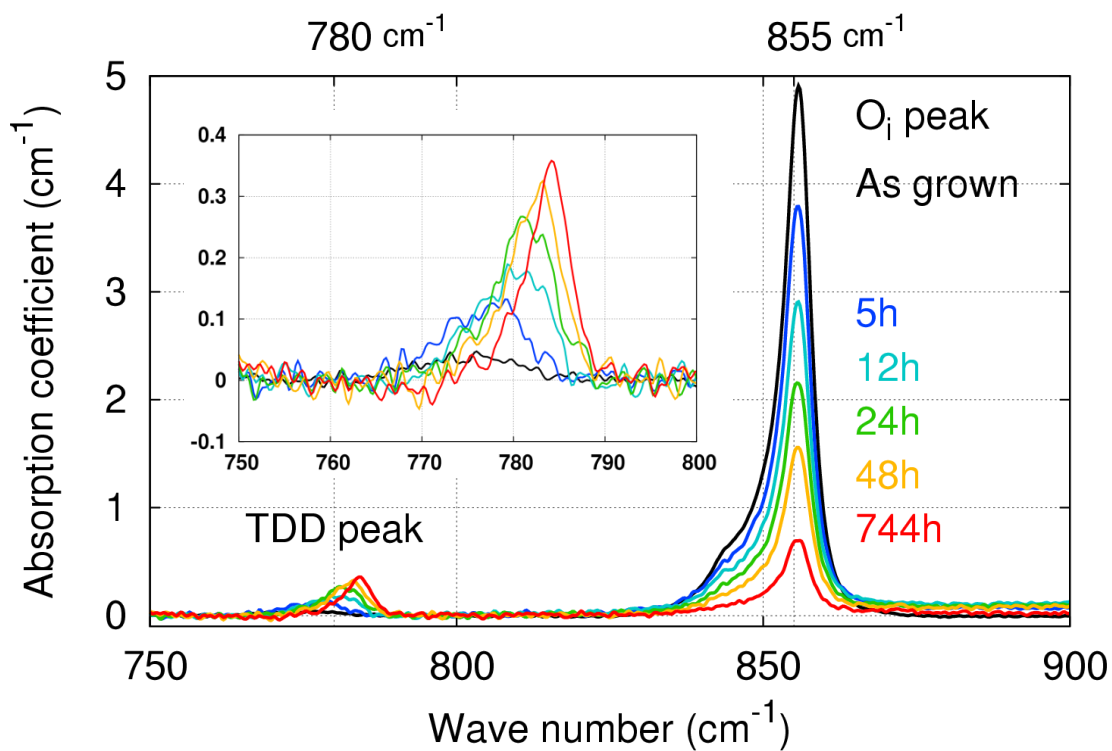 780 cm-1 855 cm-1
5
4
3
2
1
0
Absorption coefficient (cm-1)
0.4
0.3
0.2
0.1
0
-0.1
750 760 770 780 790 800
Oi peak
As grown
5h
12h
24h
48h
744h
TDD peak
750 800 850 900
Wave number (cm-1)